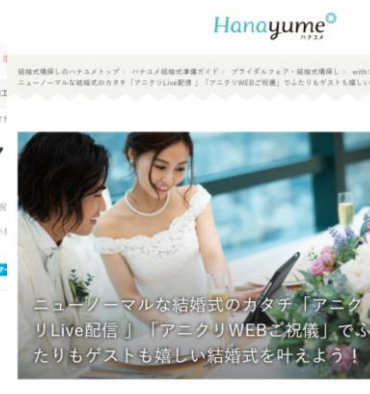 Hanayume
ハナユメ
結婚式場探しのハナユメトップ › ハナユメ結婚式準備ガイド › ブライダルフェア・結婚式場探し › with
ニューノーマルな結婚式のカタチ「アニクリLive配信 」「アニクリWEBご祝儀」でふたりもゲストも嬉しい
ニューノーマルな結婚式のカタチ「アニク
リLive配信 」「アニクリWEBご祝儀」でふ
たりもゲストも嬉しい結婚式を叶えよう！